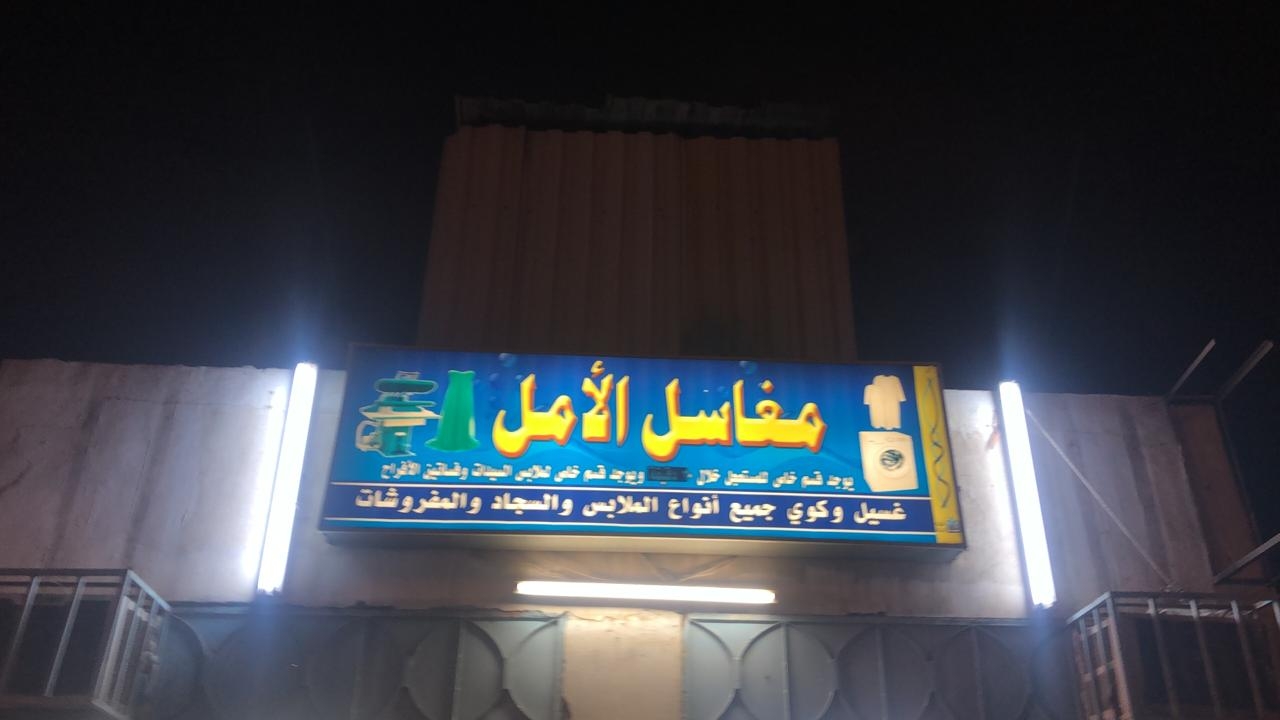 مغاسل الأمل
يوجد قسم خاص للمستعجل خلال ويوجد قسم خاص لملابس السيدات وفساتين الأفراح
غسيل وكوي جميع أنواع الملابس والسجاد والمفروشات